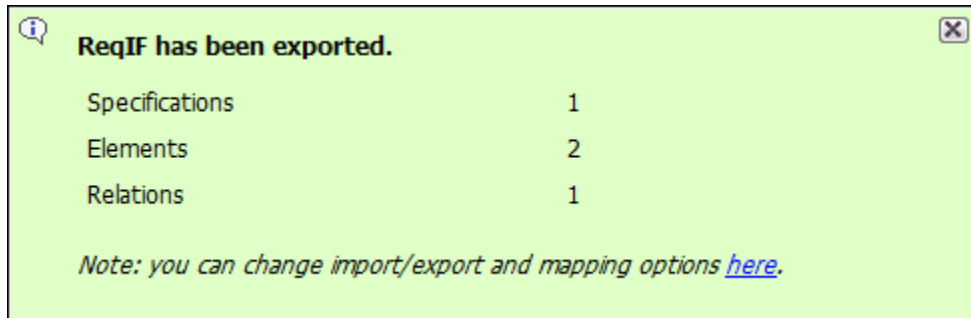 ReqIF has been exported.
Specifications 1
Elements 2
Relations 1
Note: you can change import/export and mapping options here.